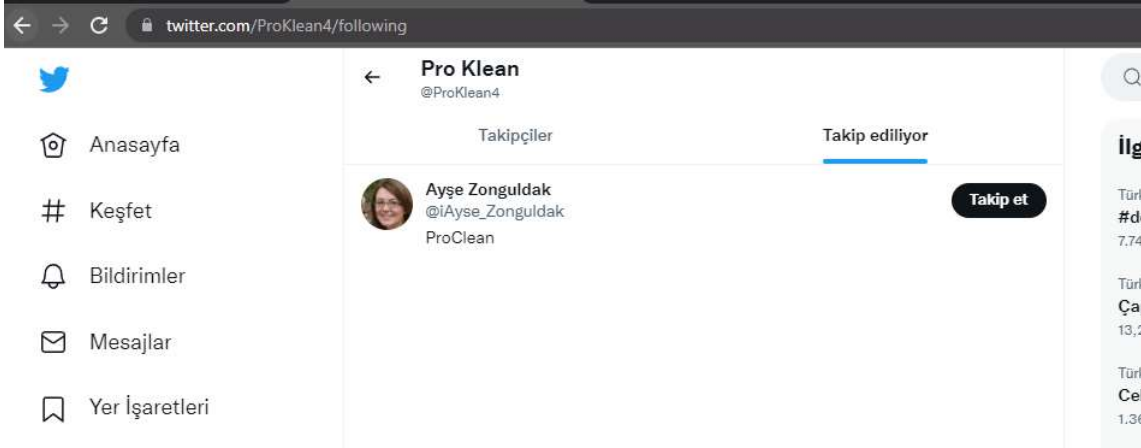 twitter.com/ProKlean4/following
Pro Klean
@ProKlean4
Anasayfa
Keşfet
Bildirimler
Mesajlar
Yer İşaretleri
Takipçiler
Takip ediliyor
Ayşe Zonguldak
@iAyse_Zonguldak
ProClean
Takip et